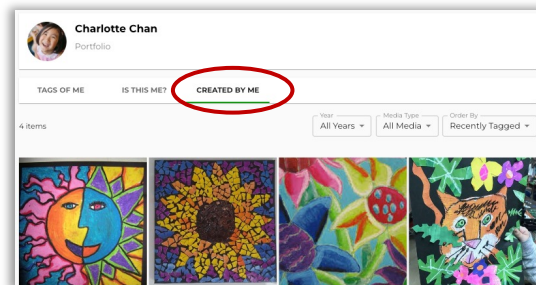 Charlotte Chan
Portfolio
TAGS OF ME IS THIS ME? CREATED BY ME
4 items
Year Media Type Order By
All Years All Media Recently Tagged